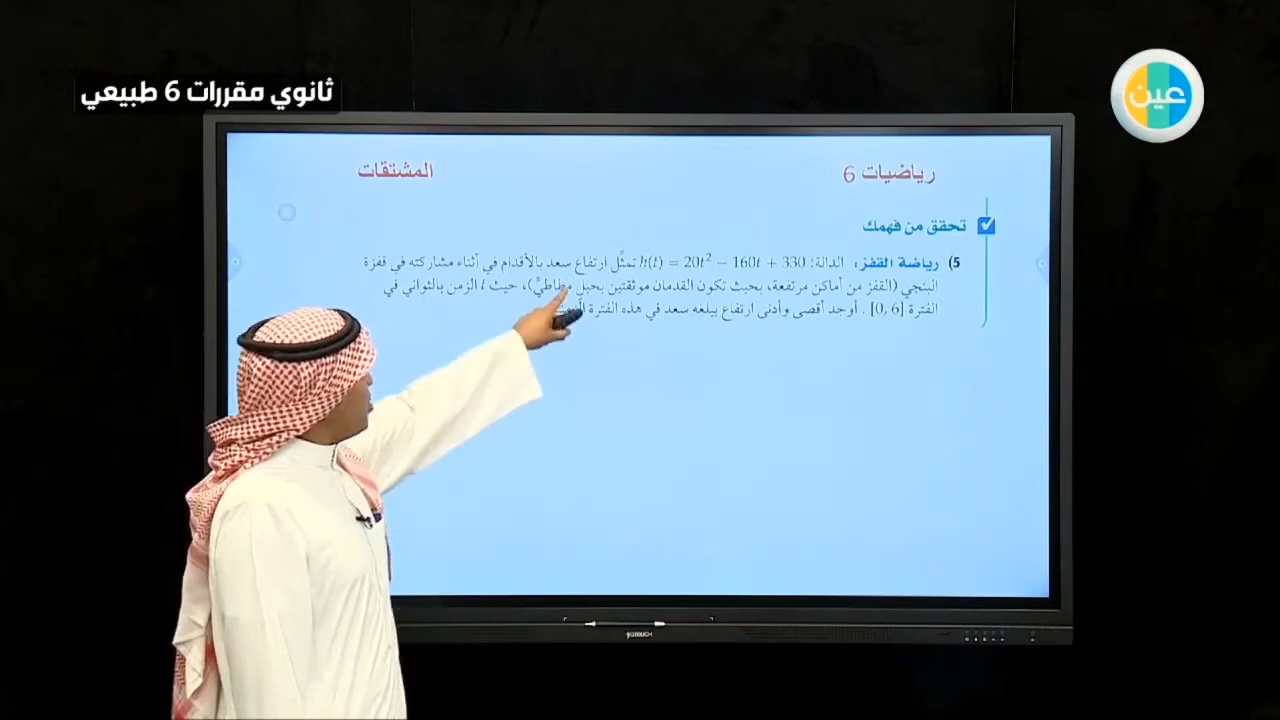 ثانوي مقررات 6 طبيعي
عين
رياضيات 6
المشتقات
تحقق من فهمك
5) رياضة القفز: الدالة: h(t) = 20t² − 160t + 330 تمثِّل ارتفاع سعد بالأقدام في أثناء مشاركته في قفزة
البنجي (القفز من أماكن مرتفعة، بحيث تكون القدمان موثقتين بحبل مطاطيٍّ)، حيث t الزمن بالثواني في
الفترة [0, 6] . أوجد أقصى وأدنى ارتفاع يبلغه سعد في هذه الفترة